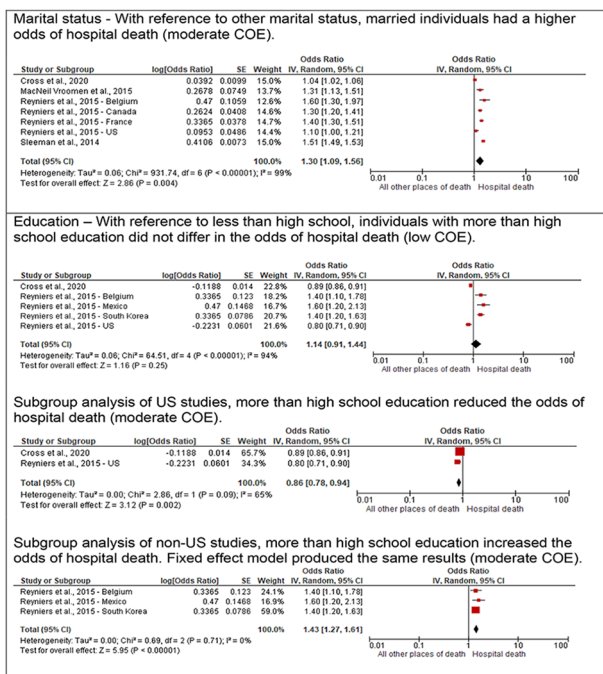 Marital status - With reference to other marital status, married individuals had a higher
odds of hospital death (moderate COE).
Odds Ratio Odds Ratio
Study or Subgroup log[Odds Ratio] SE Weight IV, Random, 95% CI IV, Random, 95% CI
Cross et al., 2020 0.0392 0.0099 15.0% 1.04 [1.02, 1.06]
MacNeil Vroomen et al., 2015 0.2678 0.0749 13.7% 1.31 [1.13, 1.51]
Reyniers et al., 2015 - Belgium 0.47 0.1059 12.6% 1.60 [1.30, 1.97]
Reyniers et al., 2015 - Canada 0.2624 0.0408 14.6% 1.30 [1.20, 1.41]
Reyniers et al., 2015 - France 0.3365 0.0378 14.7% 1.40 [1.30, 1.51]
Reyniers et al., 2015 - US 0.0953 0.0486 14.5% 1.10 [1.00, 1.21]
Sleeman et al., 2014 0.4106 0.0073 15.0% 1.51 [1.49, 1.53]
Total (95% CI) 100.0% 1.30 [1.09, 1.56]
Heterogeneity: Tau² = 0.06; Chi² = 931.74, df = 6 (P < 0.00001); I² = 99%
Test for overall effect: Z = 2.86 (P = 0.004)
0.01 0.1 1 10 100
All other places of death Hospital death
Education – With reference to less than high school, individuals with more than high
school education did not differ in the odds of hospital death (low COE).
Odds Ratio Odds Ratio
Study or Subgroup log[Odds Ratio] SE Weight IV, Random, 95% CI IV, Random, 95% CI
Cross et al., 2020 -0.1188 0.014 22.8% 0.89 [0.86, 0.91]
Reyniers et al., 2015 - Belgium 0.3365 0.123 18.2% 1.40 [1.10, 1.78]
Reyniers et al., 2015 - Mexico 0.47 0.1468 16.7% 1.60 [1.20, 2.13]
Reyniers et al., 2015 - South Korea 0.3365 0.0786 20.7% 1.40 [1.20, 1.63]
Reyniers et al., 2015 - US -0.2231 0.0601 21.6% 0.80 [0.71, 0.90]
Total (95% CI) 100.0% 1.14 [0.91, 1.44]
Heterogeneity: Tau² = 0.06; Chi² = 64.51, df = 4 (P < 0.00001); I² = 94%
Test for overall effect: Z = 1.16 (P = 0.25)
0.01 0.1 1 10 100
All other places of death Hospital death
Subgroup analysis of US studies, more than high school education reduced the odds of
hospital death (moderate COE).
Odds Ratio Odds Ratio
Study or Subgroup log[Odds Ratio] SE Weight IV, Random, 95% CI IV, Random, 95% CI
Cross et al., 2020 -0.1188 0.014 65.7% 0.89 [0.86, 0.91]
Reyniers et al., 2015 - US -0.2231 0.0601 34.3% 0.80 [0.71, 0.90]
Total (95% CI) 100.0% 0.86 [0.78, 0.94]
Heterogeneity: Tau² = 0.00; Chi² = 2.86, df = 1 (P = 0.09); I² = 65%
Test for overall effect: Z = 3.12 (P = 0.002)
0.01 0.1 1 10 100
All other places of death Hospital death
Subgroup analysis of non-US studies, more than high school education increased the
odds of hospital death. Fixed effect model produced the same results (moderate COE).
Reyniers et al., 2015 - Belgium 0.3365 0.123 24.1% 1.40 [1.10, 1.78]
Reyniers et al., 2015 - Mexico 0.47 0.1468 16.9% 1.60 [1.20, 2.13]
Reyniers et al., 2015 - South Korea 0.3365 0.0786 59.0% 1.40 [1.20, 1.63]
Total (95% CI) 100.0% 1.43 [1.27, 1.61]
Heterogeneity: Tau² = 0.00; Chi² = 0.69, df = 2 (P = 0.71); I² = 0%
Test for overall effect: Z = 5.95 (P < 0.00001)
0.01 0.1 1 10 100
All other places of death Hospital death